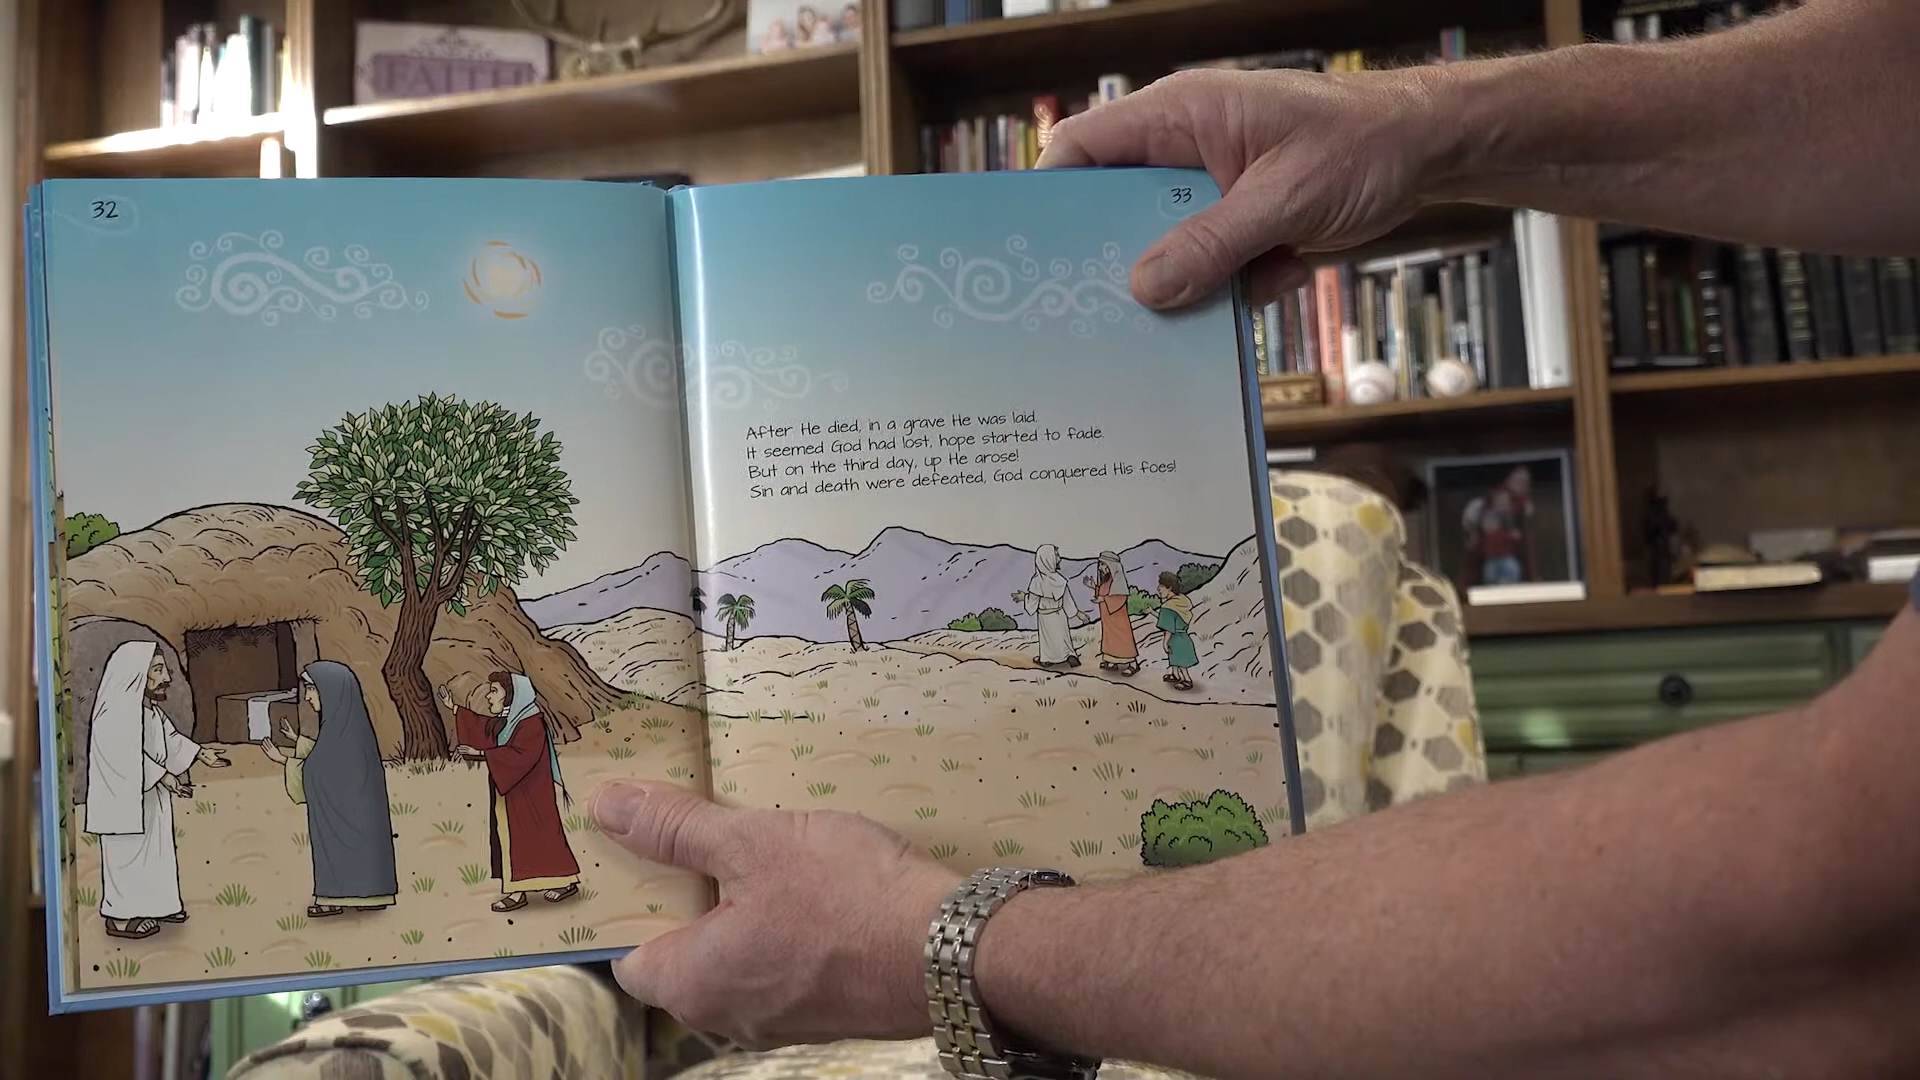 FAITH
32
33
After He died, in a grave He was laid.
It seemed God had lost, hope started to fade.
But on the third day, up He arose!
Sin and death were defeated, God conquered His foes!